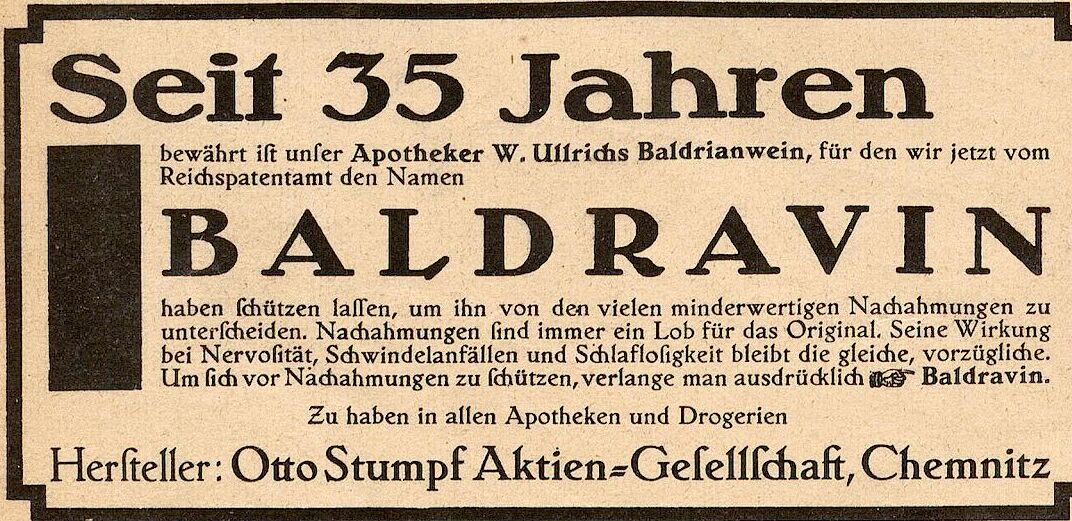 Seit 35 Jahren
bewährt iſt unſer Apotheker W. Ullrichs Baldrianwein, für den wir jetzt vom
Reichspatentamt den Namen
BALDRAVIN
haben ſchützen laſſen, um ihn von den vielen minderwertigen Nachahmungen zu
unterſcheiden. Nachahmungen ſind immer ein Lob für das Original. Seine Wirkung
bei Nervoſität, Schwindelanfällen und Schlafloſigkeit bleibt die gleiche, vorzügliche.
Um ſich vor Nachahmungen zu ſchützen, verlange man ausdrücklich ☞ Baldravin.
Zu haben in allen Apotheken und Drogerien
Herſteller: Otto Stumpf Aktien=Geſellſchaft, Chemnitz